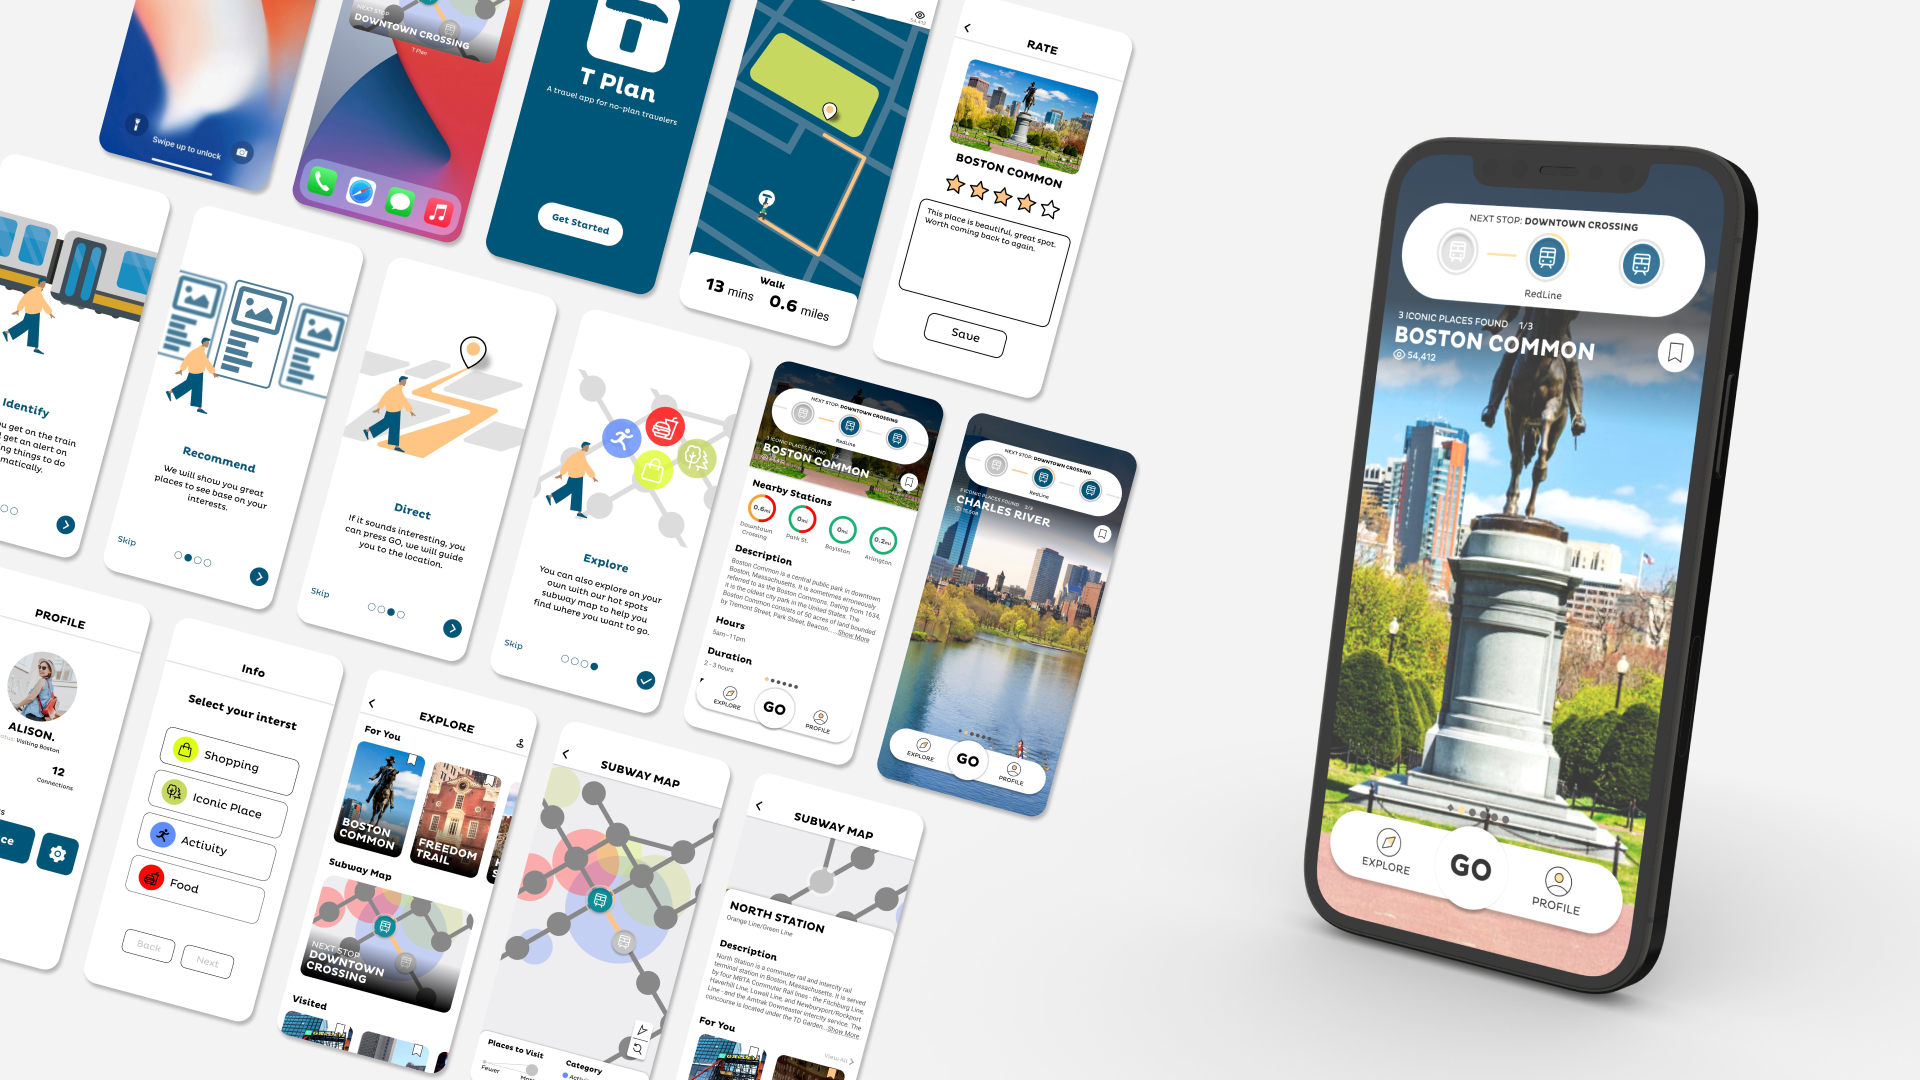 Swipe up to unlock
NEXT STOP
DOWNTOWN CROSSING
T Plan
T Plan
A travel app for no-plan travelers
Get Started
54,412
Walk
13 mins 0.6 miles
RATE
BOSTON COMMON
This place is beautiful, great spot.
Worth coming back to again.
Save
Identify
u get on the train
get an alert on
ng things to do
matically.
Recommend
We will show you great
places to see base on your
interests.
Skip
Direct
If it sounds interesting, you
can press GO, we will guide
you to the location.
Skip
Explore
You can also explore on your
own with our hot spots
subway map to help you
find where you want to go.
Skip
NEXT STOP: DOWNTOWN CROSSING
RedLine
3 ICONIC PLACES FOUND
BOSTON COMMON
Nearby Stations
0.6mi
0mi
0mi
0.2mi
Downtown
Crossing
Park St.
Boylston
Arlington
Description
Boston Common is a central public park in downtown
Boston, Massachusetts. It is sometimes erroneously
referred to as the Boston Commons. Dating from 1634,
it is the oldest city park in the United States. The
Boston Common consists of 50 acres of land bounded
by Tremont Street, Park Street, Beacon......Show More
Hours
5am-11pm
Duration
2 - 3 hours
EXPLORE
GO
PROFILE
NEXT STOP: DOWNTOWN CROSSING
RedLine
3 ICONIC PLACES FOUND
CHARLES RIVER
EXPLORE
GO
PROFILE
PROFILE
ALISON.
Visiting Boston
12
Connections
ce
Info
Select your interst
Shopping
Iconic Place
Activity
Food
Back
Next
EXPLORE
For You
BOSTON
COMMON
FREEDOM
TRAIL
Subway Map
NEXT STOP
DOWNTOWN
CROSSING
Visited
SUBWAY MAP
Places to Visit
Fewer
Category
SUBWAY MAP
NORTH STATION
Orange Line/Green Line
Description
North Station is a commuter rail and intercity rail
terminal station in Boston, Massachusetts. It is served
by four MBTA Commuter Rail lines - the Fitchburg Line,
Haverhill Line, Lowell Line, and Newburyport/Rockport
Line - and the Amtrak Downeaster intercity service. The
concourse is located under the TD Garden...Show More
For You
View All
NEXT STOP: DOWNTOWN CROSSING
RedLine
3 ICONIC PLACES FOUND 1/3
BOSTON COMMON
54,412
EXPLORE
GO
PROFILE